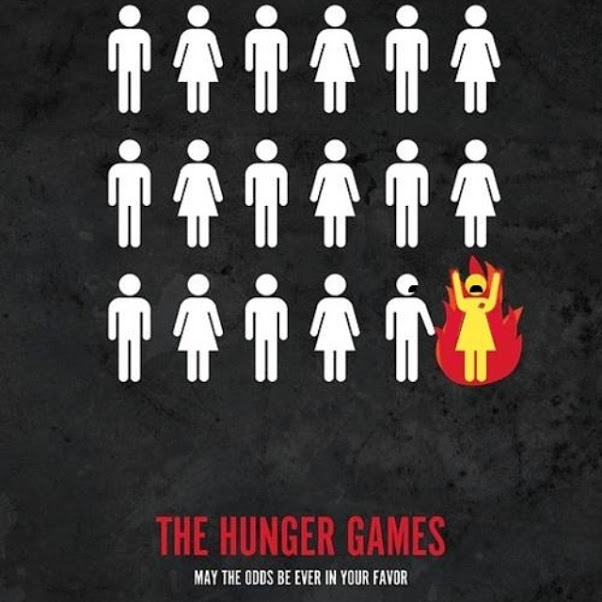 THE HUNGER GAMES
MAY THE ODDS BE EVER IN YOUR FAVOR